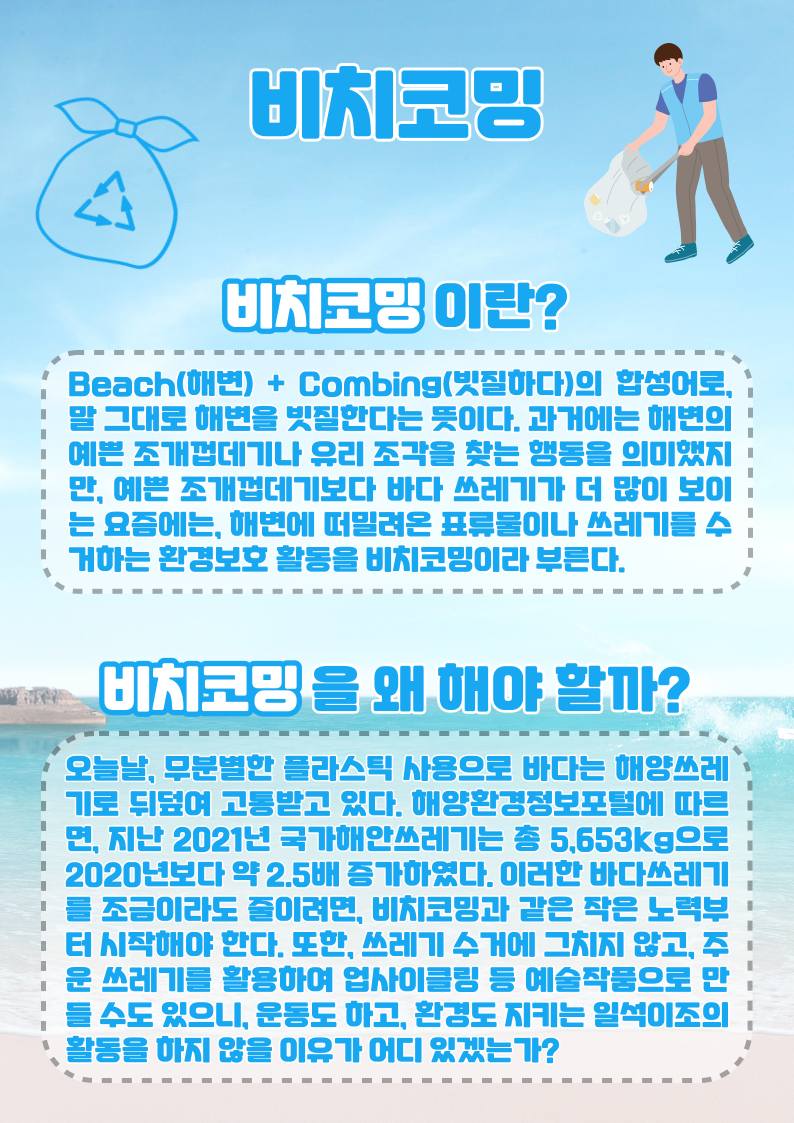 비치코밍
비치코밍 이란?
Beach(해변) + Combing(빗질하다)의 합성어로,
말 그대로 해변을 빗질한다는 뜻이다. 과거에는 해변의
예쁜 조개껍데기나 유리 조각을 찾는 행동을 의미했지
만, 예쁜 조개껍데기보다 바다 쓰레기가 더 많이 보이
는 요즘에는, 해변에 떠밀려온 표류물이나 쓰레기를 수
거하는 환경보호 활동을 비치코밍이라 부른다.
비치코밍 을 왜 해야 할까?
오늘날, 무분별한 플라스틱 사용으로 바다는 해양쓰레
기로 뒤덮여 고통받고 있다. 해양환경정보포털에 따르
면, 지난 2021년 국가해안쓰레기는 총 5,653kg으로
2020년보다 약 2.5배 증가하였다. 이러한 바다쓰레기
를 조금이라도 줄이려면, 비치코밍과 같은 작은 노력부
터 시작해야 한다. 또한, 쓰레기 수거에 그치지 않고, 주
운 쓰레기를 활용하여 업사이클링 등 예술작품으로 만
들 수도 있으니, 운동도 하고, 환경도 지키는 일석이조의
활동을 하지 않을 이유가 어디 있겠는가?